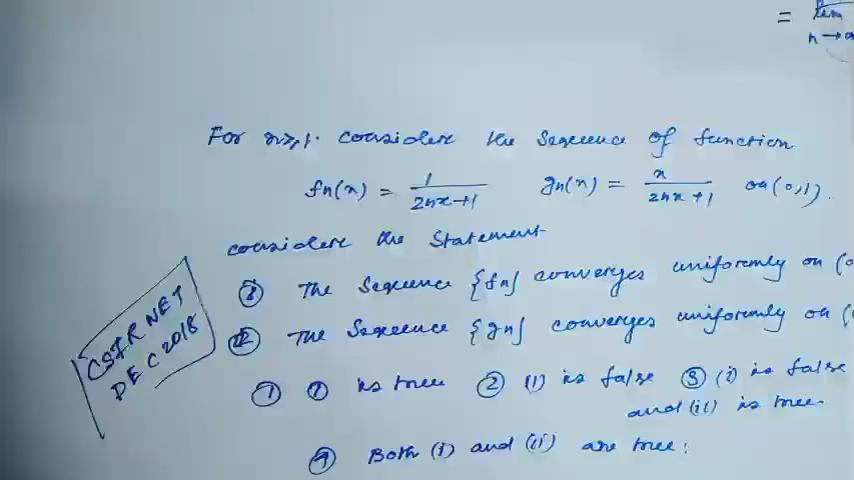 = lim
n→
For n≥1. consider the sequence of function
fn(x) = 1/(2nx+1) gn(x) = x/(2nx+1) on (0,1).
consider the statement
(i) The Sequence {fn} converges uniformly on (0
(ii) The Sequence {gn} converges uniformly on (
CSIR NET
DEC 2018
① (i) is true ② (i) is false ③ (i) is false
and (ii) is true.
④ Both (i) and (ii) are true: